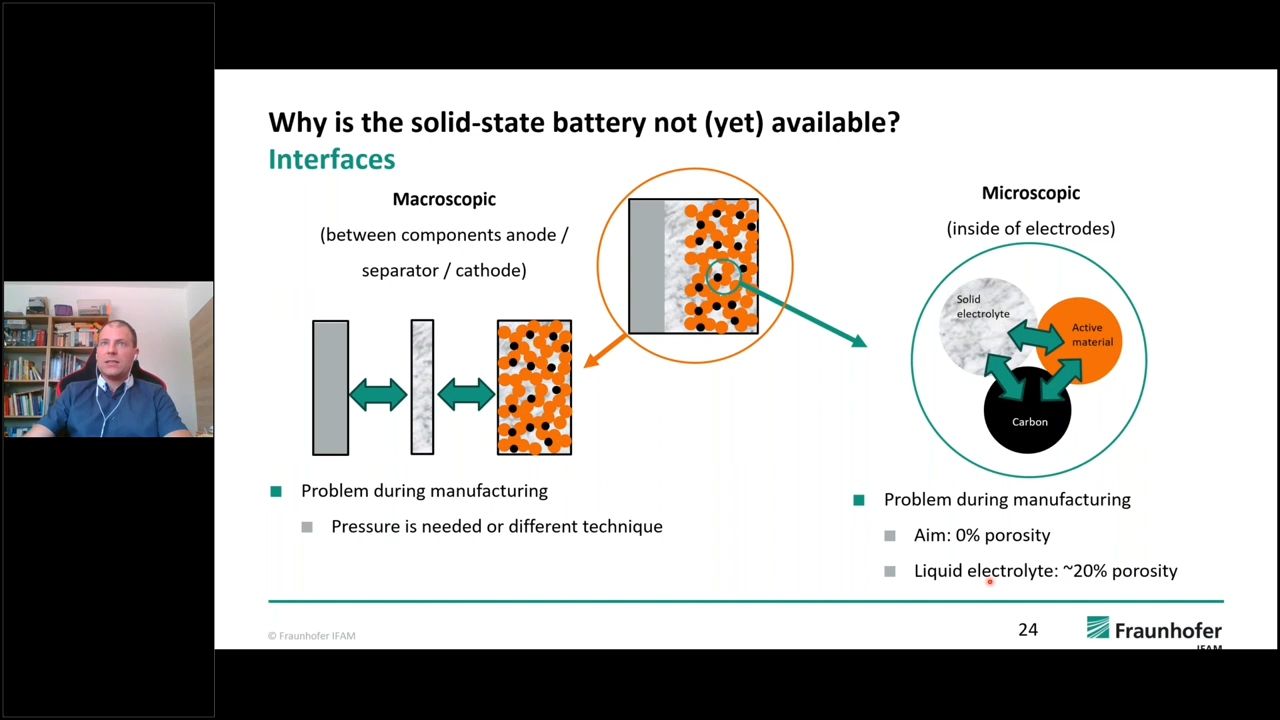 Why is the solid-state battery not (yet) available?
Interfaces
Macroscopic
(between components anode /
separator / cathode)
Microscopic
(inside of electrodes)
Solid
electrolyte
Active
material
Carbon
Problem during manufacturing
Pressure is needed or different technique
Problem during manufacturing
Aim: 0% porosity
Liquid electrolyte: ~20% porosity
© Fraunhofer IFAM
24
Fraunhofer
IFAM